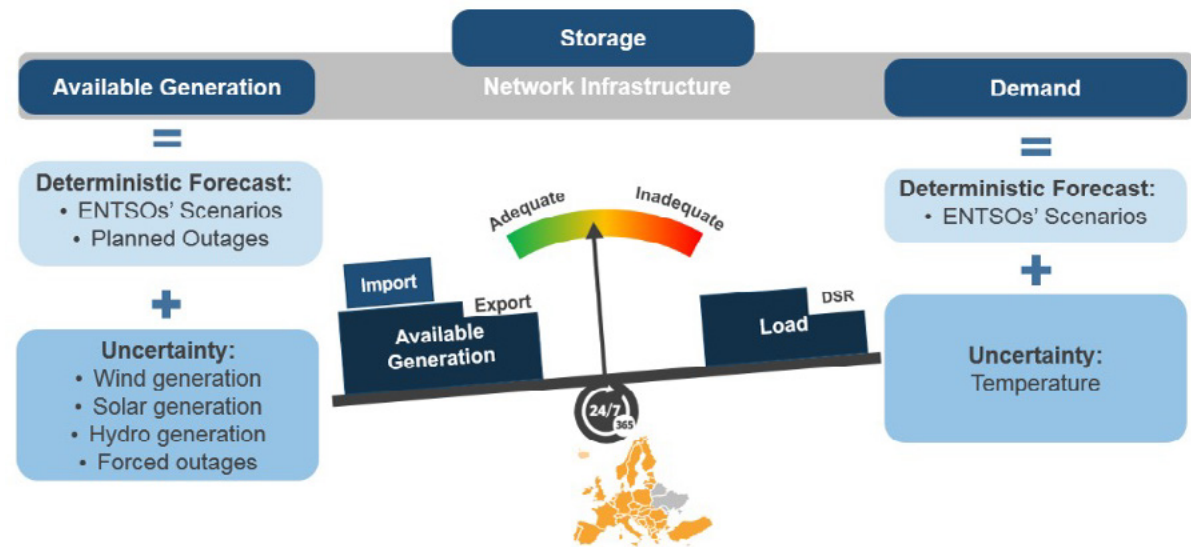 Storage
Network Infrastructure
Available Generation
=
Deterministic Forecast:
• ENTSOs’ Scenarios
• Planned Outages
+
Uncertainty:
• Wind generation
• Solar generation
• Hydro generation
• Forced outages
Adequate
Inadequate
Import
Export
Available
Generation
DSR
Load
24/7
365
Demand
=
Deterministic Forecast:
• ENTSOs’ Scenarios
+
Uncertainty:
Temperature